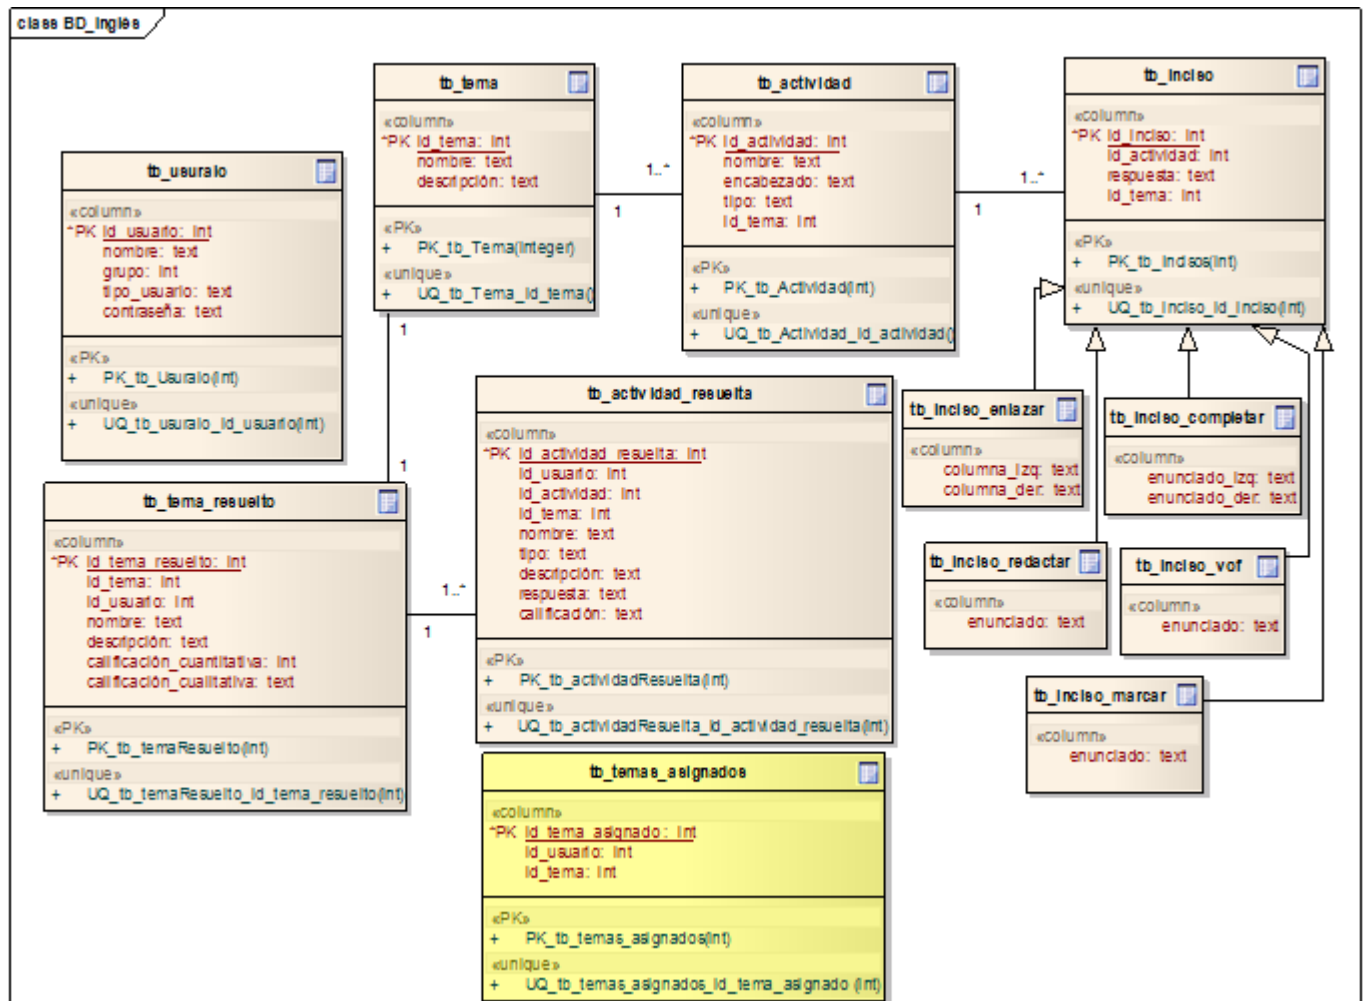 class BD_Inglés
tb_tema
«column»
*PK id_tema: int
nombre: text
descripción: text
«PK»
+ PK_tb_Tema(Integer)
«unique»
+ UQ_tb_Tema_id_tema()
1..*
1
tb_actividad
«column»
*PK id_actividad: int
nombre: text
encabezado: text
tipo: text
id_tema: int
«PK»
+ PK_tb_Actividad(int)
«unique»
+ UQ_tb_Actividad_id_actividad()
1..*
1
tb_inciso
«column»
*PK id_inciso: int
id_actividad: int
respuesta: text
id_tema: int
«PK»
+ PK_tb_incisos(int)
«unique»
+ UQ_tb_inciso_id_inciso(int)
tb_usuraio
«column»
*PK id_usuario: int
nombre: text
grupo: int
tipo_usuario: text
contraseña: text
«PK»
+ PK_tb_Usuraio(int)
«unique»
+ UQ_tb_usuraio_id_usuario(int)
1
1
tb_actividad_resuelta
«column»
*PK id_actividad_resuelta: int
id_usuario: int
id_actividad: int
id_tema: int
nombre: text
tipo: text
descripción: text
respuesta: text
calificación: text
«PK»
+ PK_tb_actividadResuelta(int)
«unique»
+ UQ_tb_actividadResuelta_id_actividad_resuelta(int)
tb_inciso_enlazar
«column»
columna_izq: text
columna_der: text
tb_inciso_completar
«column»
enunciado_izq: text
enunciado_der: text
tb_tema_resuelto
«column»
*PK id_tema_resuelto: int
id_tema: int
id_usuario: int
nombre: text
descripción: text
calificación_cuantitativa: int
calificación_cualitativa: text
«PK»
+ PK_tb_temaResuelto(int)
«unique»
+ UQ_tb_temaResuelto_id_tema_resuelto(int)
1..*
1
tb_inciso_redactar
«column»
enunciado: text
tb_inciso_vof
«column»
enunciado: text
tb_inciso_marcar
«column»
enunciado: text
tb_temas_asignados
«column»
*PK id_tema_asignado: int
id_usuario: int
id_tema: int
«PK»
+ PK_tb_temas_asignados(int)
«unique»
+ UQ_tb_temas_asignados_id_tema_asignado (int)